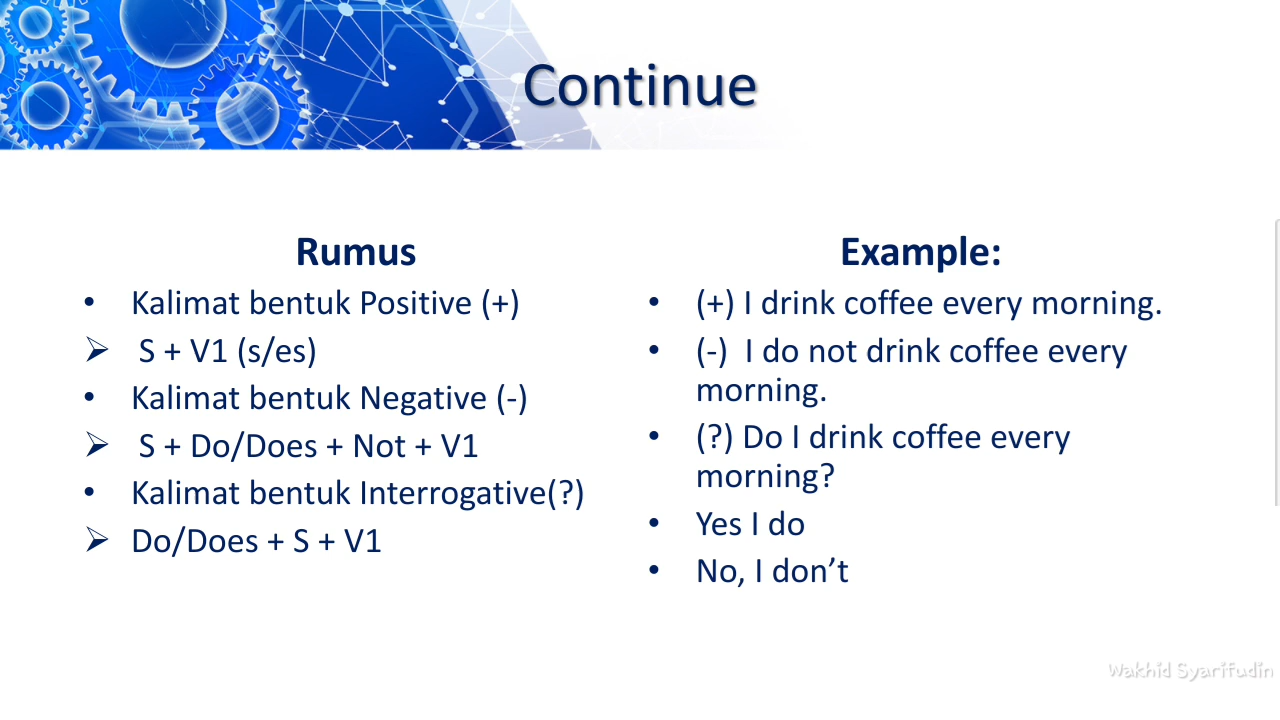 Continue
Rumus
• Kalimat bentuk Positive (+)
➢ S + V1 (s/es)
• Kalimat bentuk Negative (-)
➢ S + Do/Does + Not + V1
• Kalimat bentuk Interrogative(?)
➢ Do/Does + S + V1
Example:
• (+) I drink coffee every morning.
• (-)  I do not drink coffee every
morning.
• (?) Do I drink coffee every
morning?
• Yes I do
• No, I don’t
Wakhid Syarifudin